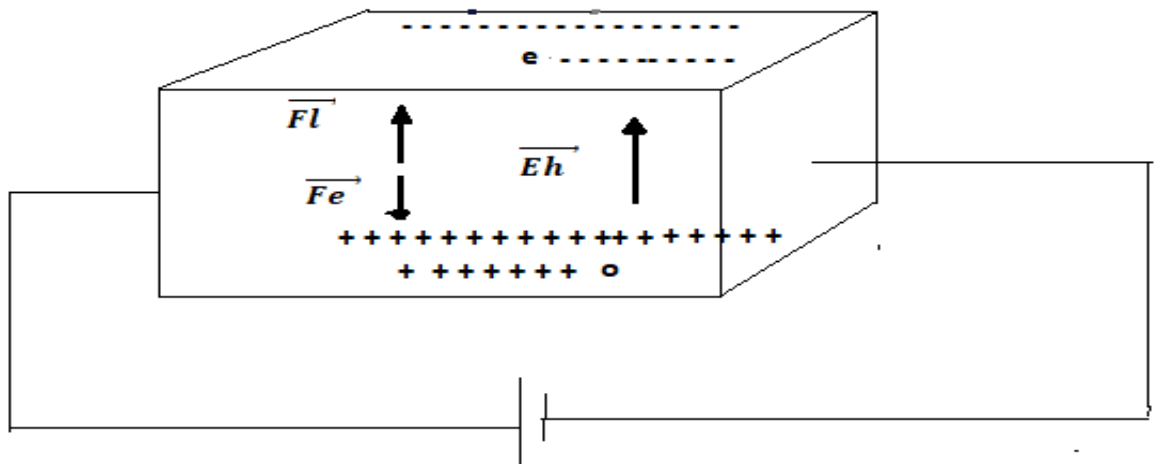 - - - - - - - - - - - - - - - - - -
e - - - - - - - - - -
Fl
Eh
Fe
+ + + + + + + + + + + + + + + + + +
+ + + + + + + o